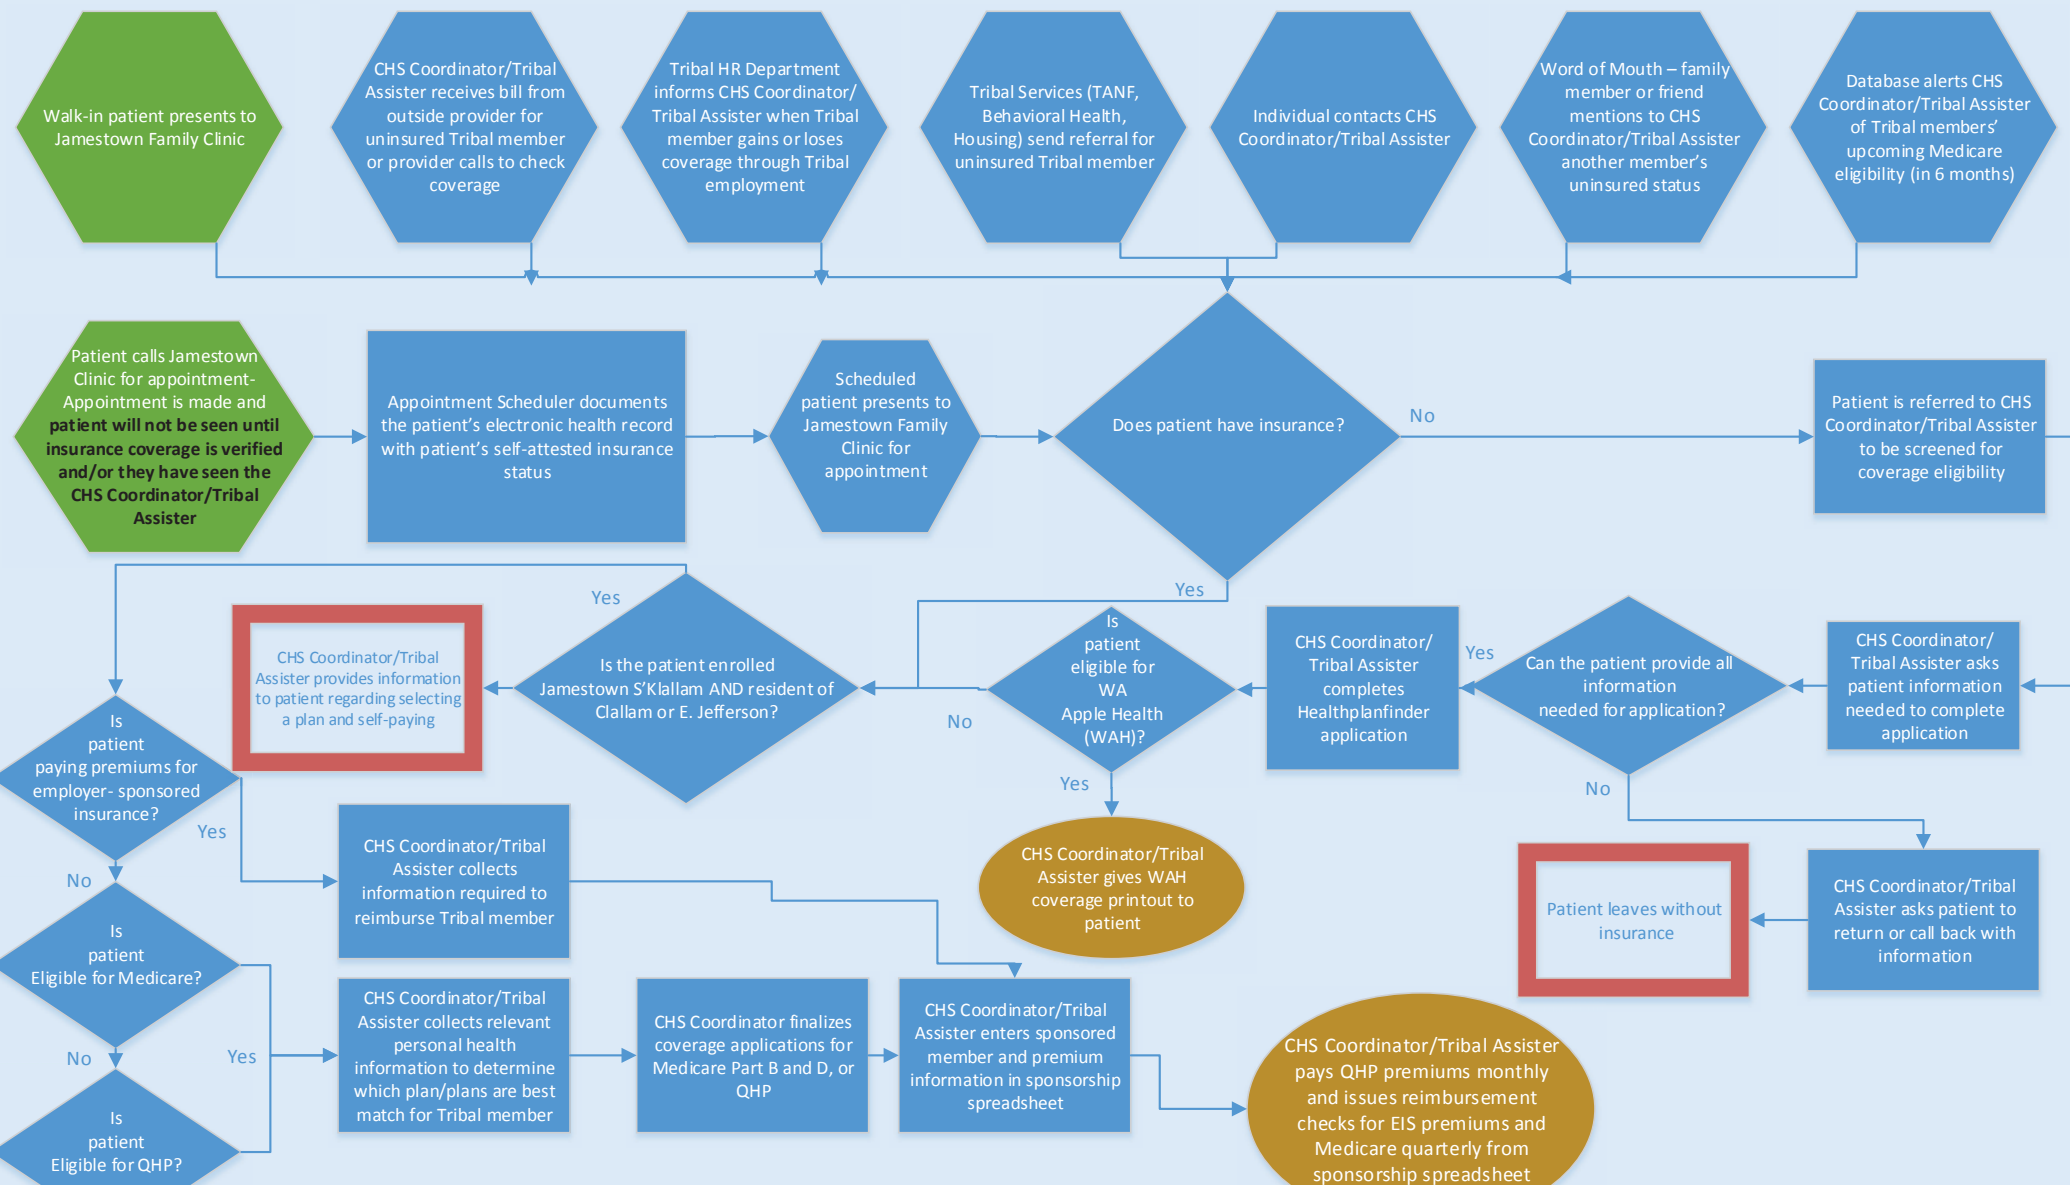 Walk-in patient presents to
Jamestown Family Clinic
CHS Coordinator/Tribal
Assister receives bill from
outside provider for
uninsured Tribal member
or provider calls to check
coverage
Tribal HR Department
informs CHS Coordinator/
Tribal Assister when Tribal
member gains or loses
coverage through Tribal
employment
Tribal Services (TANF,
Behavioral Health,
Housing) send referral for
uninsured Tribal member
Individual contacts CHS
Coordinator/Tribal Assister
Word of Mouth – family
member or friend
mentions to CHS
Coordinator/Tribal Assister
another member's
uninsured status
Database alerts CHS
Coordinator/Tribal Assister
of Tribal members'
upcoming Medicare
eligibility (in 6 months)
Patient calls Jamestown
Clinic for appointment-
Appointment is made and
patient will not be seen until
insurance coverage is verified
and/or they have seen the
CHS Coordinator/Tribal
Assister
Appointment Scheduler documents
the patient's electronic health record
with patient's self-attested insurance
status
Scheduled
patient presents to
Jamestown Family
Clinic for
appointment
Does patient have insurance?
No
Patient is referred to CHS
Coordinator/Tribal Assister
to be screened for
coverage eligibility
Yes
Yes
CHS Coordinator/Tribal
Assister provides information
to patient regarding selecting
a plan and self-paying
Is the patient enrolled
Jamestown S'Klallam AND resident of
Clallam or E. Jefferson?
No
Is
patient
eligible for
WA
Apple Health
(WAH)?
Yes
CHS Coordinator/
Tribal Assister
completes
Healthplanfinder
application
Yes
Can the patient provide all
information
needed for application?
No
CHS Coordinator/
Tribal Assister asks
patient information
needed to complete
application
Is
patient
paying premiums for
employer- sponsored
insurance?
Yes
No
CHS Coordinator/Tribal
Assister collects
information required to
reimburse Tribal member
CHS Coordinator/Tribal
Assister gives WAH
coverage printout to
patient
Patient leaves without
insurance
CHS Coordinator/Tribal
Assister asks patient to
return or call back with
information
Is
patient
Eligible for Medicare?
No
Yes
CHS Coordinator/Tribal
Assister collects relevant
personal health
information to determine
which plan/plans are best
match for Tribal member
CHS Coordinator finalizes
coverage applications for
Medicare Part B and D, or
QHP
CHS Coordinator/Tribal
Assister enters sponsored
member and premium
information in sponsorship
spreadsheet
CHS Coordinator/Tribal Assister
pays QHP premiums monthly
and issues reimbursement
checks for EIS premiums and
Medicare quarterly from
sponsorship spreadsheet
Is
patient
Eligible for QHP?